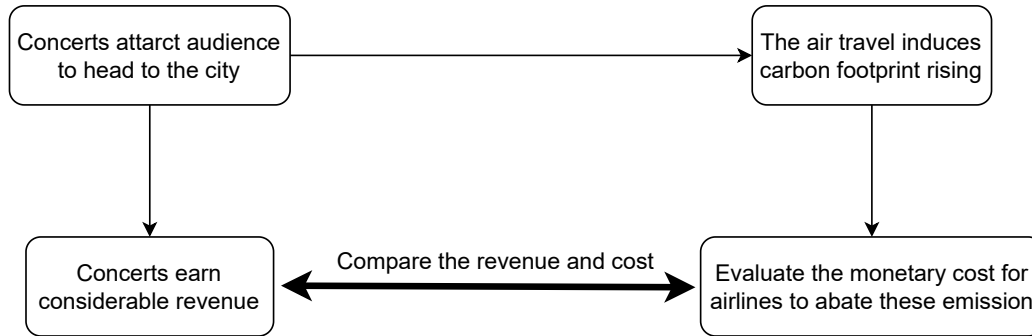 Concerts attarct audience
to head to the city
The air travel induces
carbon footprint rising
Concerts earn
considerable revenue
Compare the revenue and cost
Evaluate the monetary cost for
airlines to abate these emission